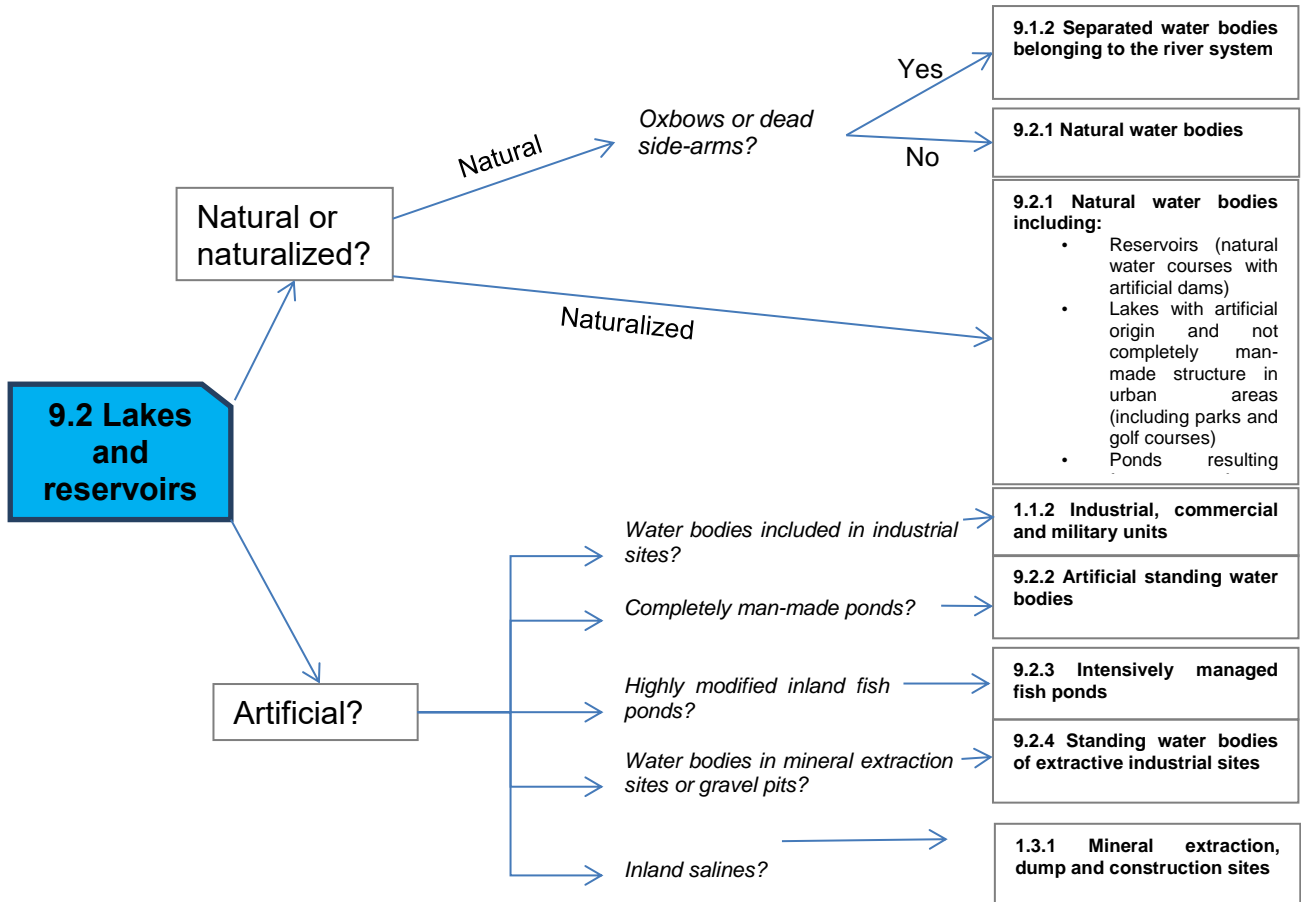 9.2 Lakes
and
reservoirs
Natural or
naturalized?
Natural
Oxbows or dead
side-arms?
Yes
9.1.2 Separated water bodies
belonging to the river system
No
9.2.1 Natural water bodies
Naturalized
9.2.1 Natural water bodies
including:
• Reservoirs (natural
water courses with
artificial dams)
• Lakes with artificial
origin and not
completely man-
made structure in
urban areas
(including parks and
golf courses)
• Ponds resulting
Artificial?
Water bodies included in industrial
sites?
1.1.2 Industrial, commercial
and military units
Completely man-made ponds?
9.2.2 Artificial standing water
bodies
Highly modified inland fish
ponds?
9.2.3 Intensively managed
fish ponds
Water bodies in mineral extraction
sites or gravel pits?
9.2.4 Standing water bodies
of extractive industrial sites
Inland salines?
1.3.1 Mineral extraction,
dump and construction sites